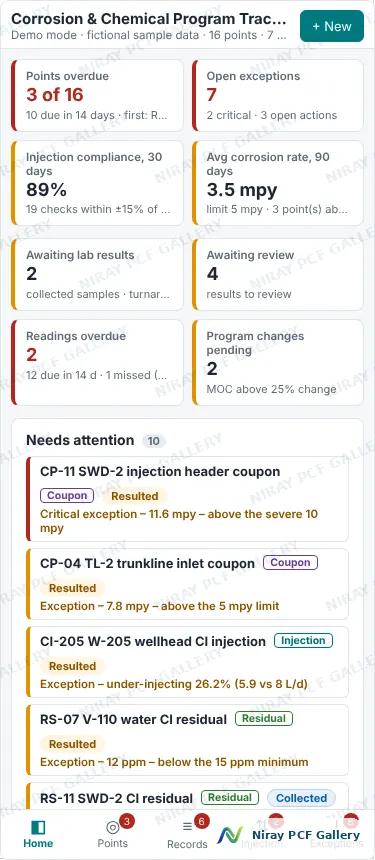 Corrosion & Chemical Program Trac...
Demo mode · fictional sample data · 16 points · 7 ...
+ New
Points overdue
3 of 16
10 due in 14 days · first: R...
Open exceptions
7
2 critical · 3 open actions
Injection compliance, 30
days
89%
19 checks within ±15% of ...
Avg corrosion rate, 90
days
3.5 mpy
limit 5 mpy · 3 point(s) ab...
Awaiting lab results
2
collected samples · turnar...
Awaiting review
4
results to review
Readings overdue
2
12 due in 14 d · 1 missed (...
Program changes
pending
2
MOC above 25% change
Needs attention 10
CP-11 SWD-2 injection header coupon
Coupon Resulted
Critical exception – 11.6 mpy – above the severe 10
mpy
CP-04 TL-2 trunkline inlet coupon Coupon
Resulted
Exception – 7.8 mpy – above the 5 mpy limit
CI-205 W-205 wellhead CI injection Injection
Resulted
Exception – under-injecting 26.2% (5.9 vs 8 L/d)
RS-07 V-110 water CI residual Residual
Resulted
Exception – 12 ppm – below the 15 ppm minimum
RS-11 SWD-2 CI residual Residual Collected
Home
Points 3
Records 6
Injection
Exceptions
Niray PCF Gallery
NIRAY PCF GALLERY